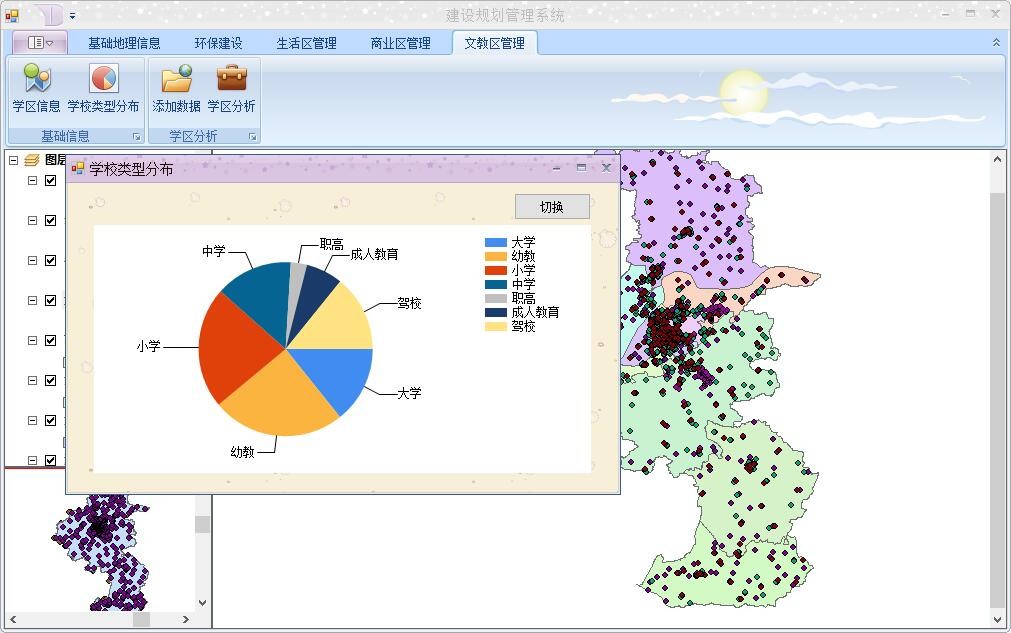 建设规划管理系统
基础地理信息 环保建设 生活区管理 商业区管理 文教区管理
学区信息 学校类型分布 添加数据 学区分析
基础信息 学区分析
图层
学校类型分布
切换
大学
幼教
小学
中学
职高
成人教育
驾校
中学
职高
成人教育
驾校
小学
大学
幼教